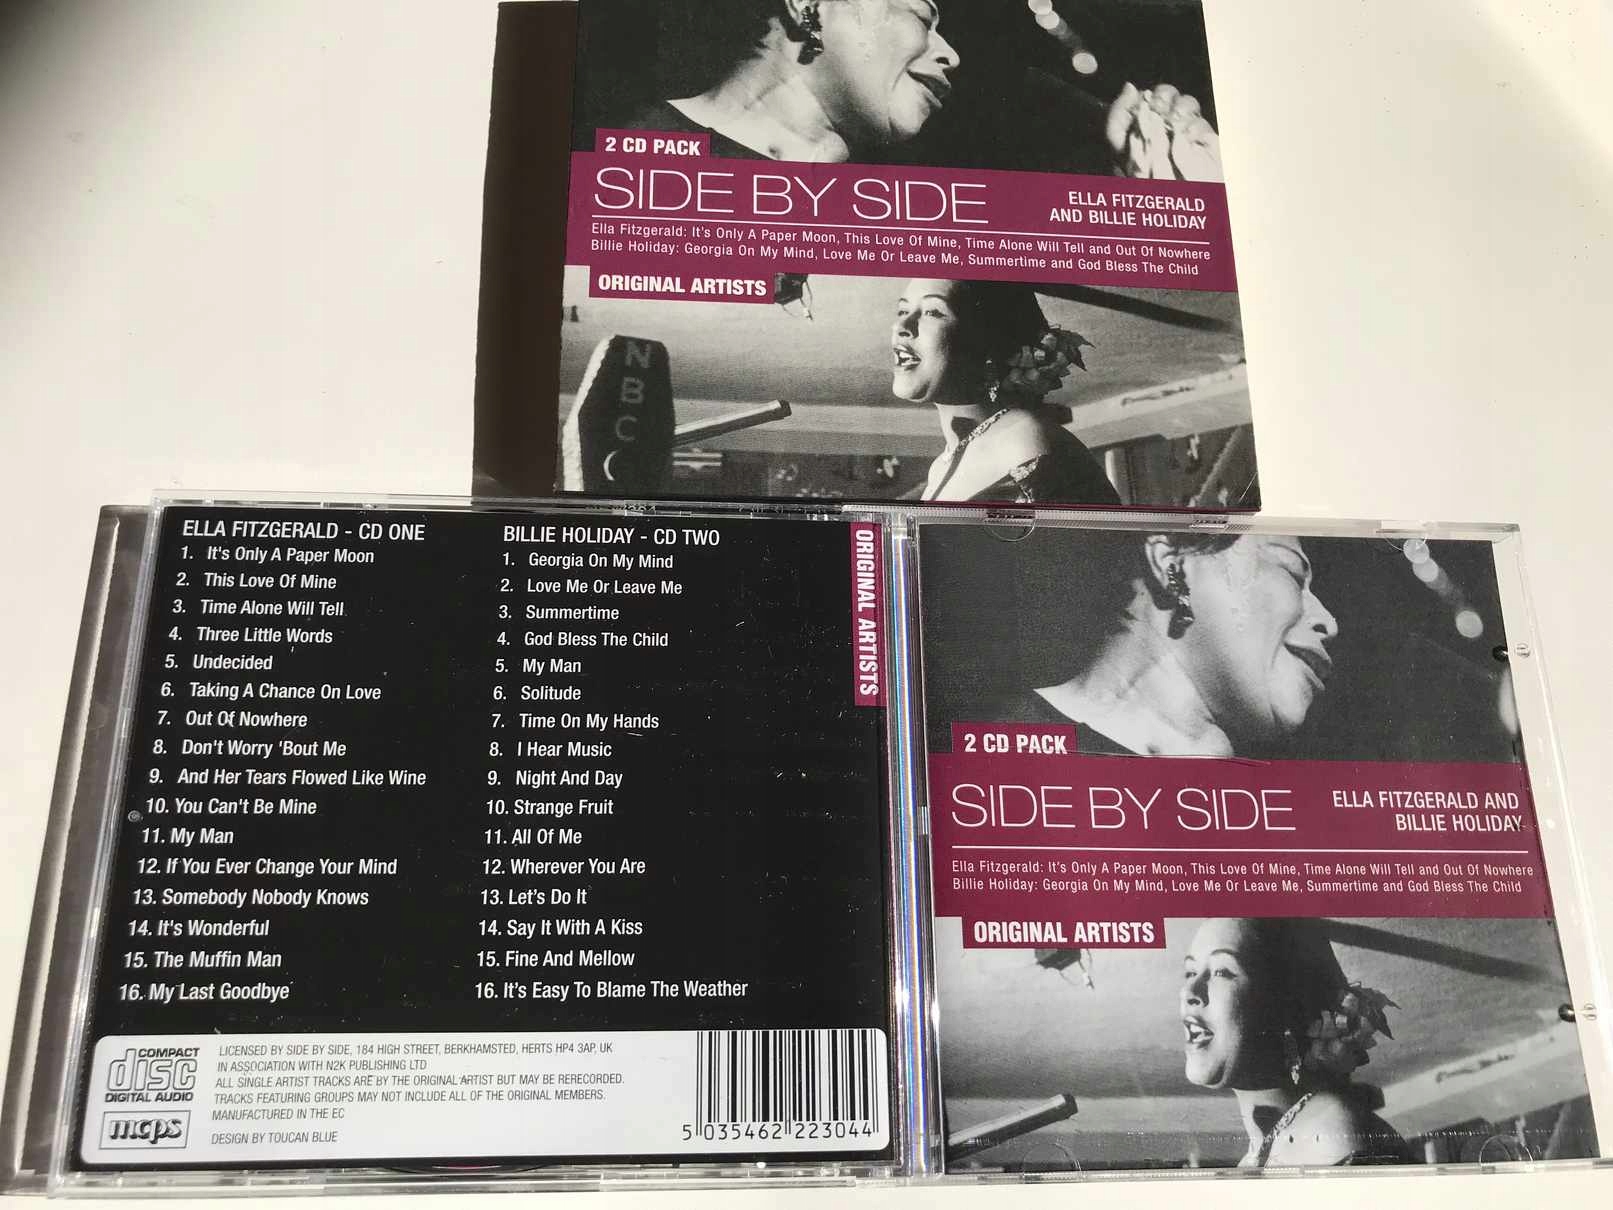 2 CD PACK
SIDE BY SIDE
ELLA FITZGERALD
AND BILLIE HOLIDAY
Ella Fitzgerald: It's Only A Paper Moon, This Love Of Mine, Time Alone Will Tell and Out Of Nowhere
Billie Holiday: Georgia On My Mind, Love Me Or Leave Me, Summertime and God Bless The Child
ORIGINAL ARTISTS
NBC
ELLA FITZGERALD - CD ONE
1. It's Only A Paper Moon
2. This Love Of Mine
3. Time Alone Will Tell
4. Three Little Words
5. Undecided
6. Taking A Chance On Love
7. Out Of Nowhere
8. Don't Worry 'Bout Me
9. And Her Tears Flowed Like Wine
10. You Can't Be Mine
11. My Man
12. If You Ever Change Your Mind
13. Somebody Nobody Knows
14. It's Wonderful
15. The Muffin Man
16. My Last Goodbye
BILLIE HOLIDAY - CD TWO
1. Georgia On My Mind
2. Love Me Or Leave Me
3. Summertime
4. God Bless The Child
5. My Man
6. Solitude
7. Time On My Hands
8. I Hear Music
9. Night And Day
10. Strange Fruit
11. All Of Me
12. Wherever You Are
13. Let's Do It
14. Say It With A Kiss
15. Fine And Mellow
16. It's Easy To Blame The Weather
ORIGINAL ARTISTS
COMPACT
disc
DIGITAL AUDIO
mcps
LICENSED BY SIDE BY SIDE, 184 HIGH STREET, BERKHAMSTED, HERTS HP4 3AP, UK
IN ASSOCIATION WITH N2K PUBLISHING LTD
ALL SINGLE ARTIST TRACKS ARE BY THE ORIGINAL ARTIST BUT MAY BE RERECORDED.
TRACKS FEATURING GROUPS MAY NOT INCLUDE ALL OF THE ORIGINAL MEMBERS.
MANUFACTURED IN THE EC
DESIGN BY TOUCAN BLUE
5 035462 223044
2 CD PACK
SIDE BY SIDE
ELLA FITZGERALD AND
BILLIE HOLIDAY
Ella Fitzgerald: It's Only A Paper Moon, This Love Of Mine, Time Alone Will Tell and Out Of Nowhere
Billie Holiday: Georgia On My Mind, Love Me Or Leave Me, Summertime and God Bless The Child
ORIGINAL ARTISTS